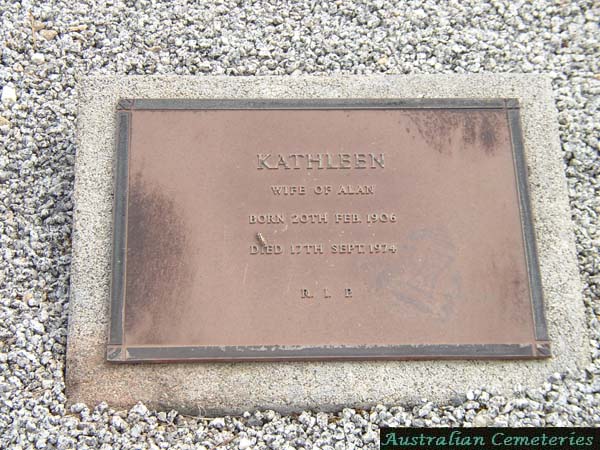 KATHLEEN
WIFE OF ALAN
BORN 20TH FEB. 1906
DIED 17TH SEPT. 1974
R. I. P.
Australian Cemeteries